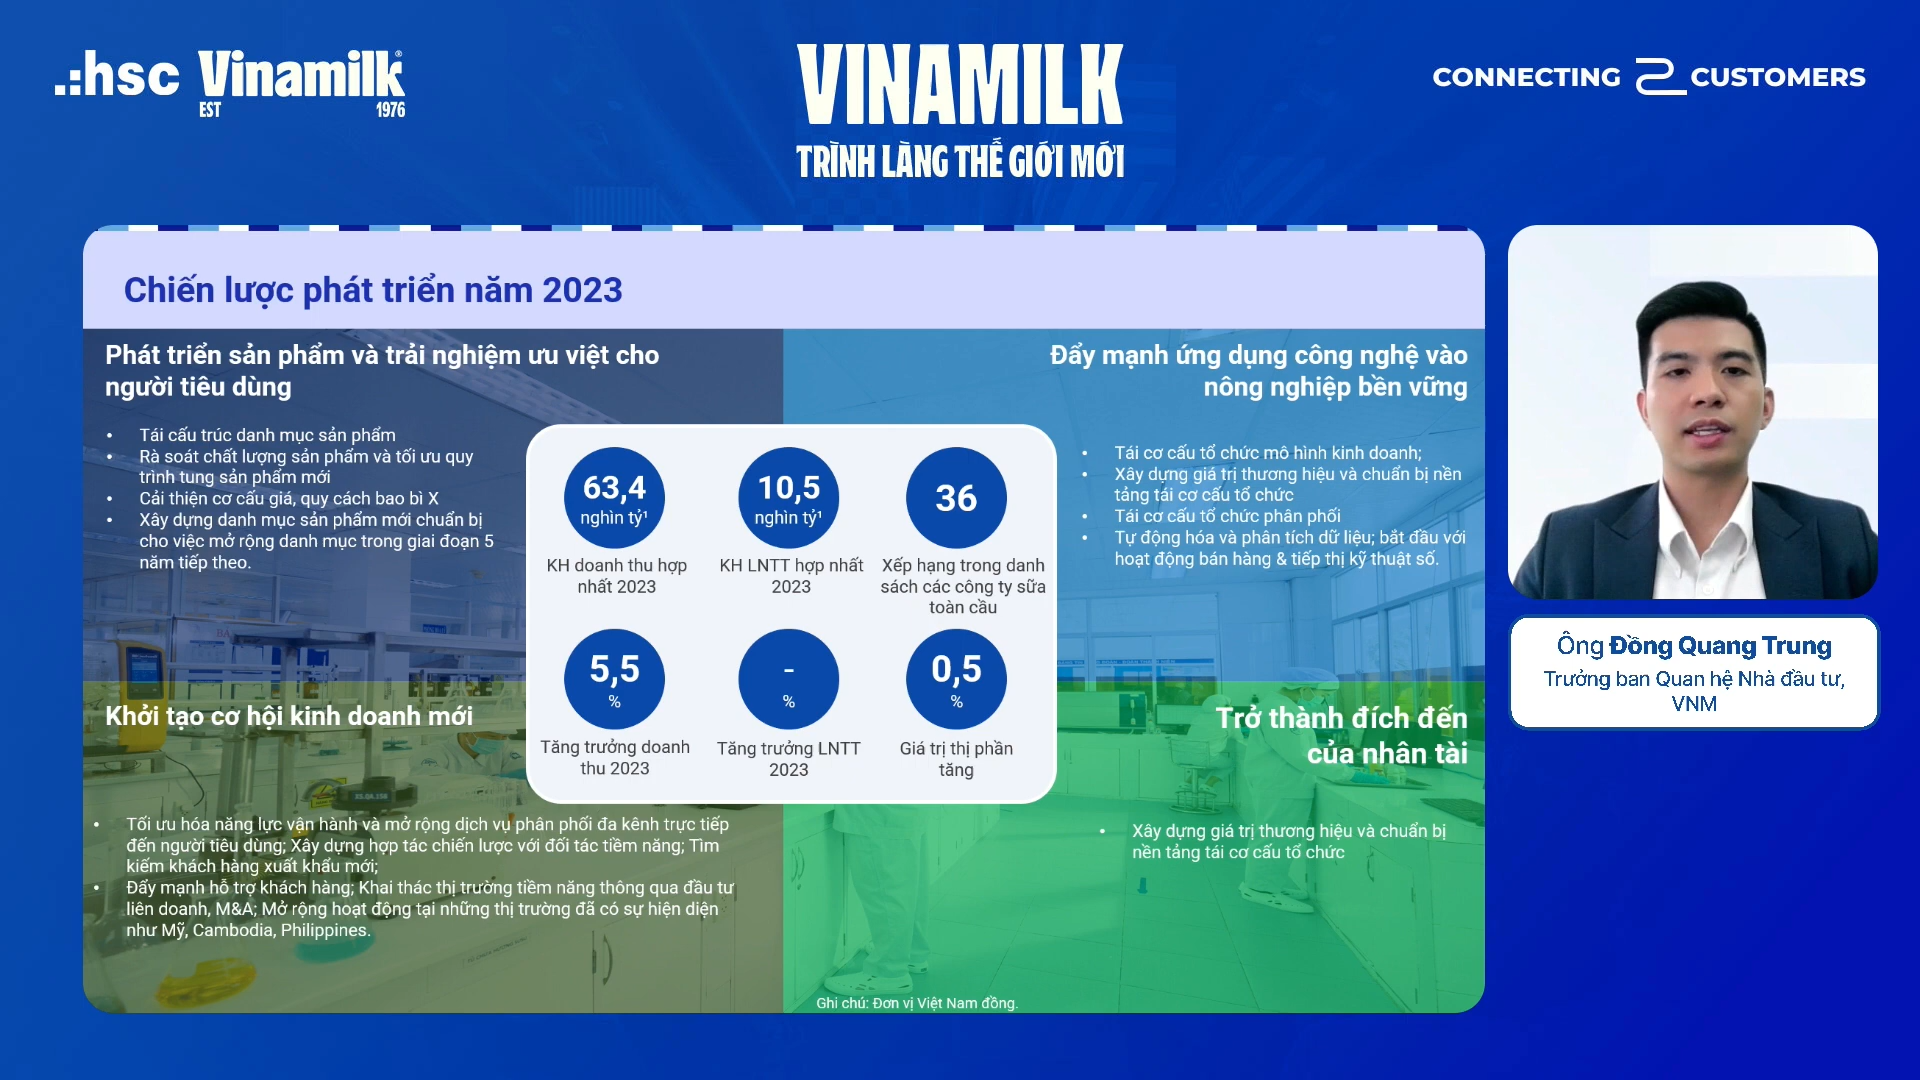 .:hsc Vinamilk®
EST 1976
VINAMILK
TRÌNH LÀNG THẾ GIỚI MỚI
CONNECTING 2 CUSTOMERS
Chiến lược phát triển năm 2023
Phát triển sản phẩm và trải nghiệm ưu việt cho
người tiêu dùng
• Tái cấu trúc danh mục sản phẩm
• Rà soát chất lượng sản phẩm và tối ưu quy
trình tung sản phẩm mới
• Cải thiện cơ cấu giá, quy cách bao bì X
• Xây dựng danh mục sản phẩm mới chuẩn bị
cho việc mở rộng danh mục trong giai đoạn 5
năm tiếp theo.
Đẩy mạnh ứng dụng công nghệ vào
nông nghiệp bền vững
• Tái cơ cấu tổ chức mô hình kinh doanh;
• Xây dựng giá trị thương hiệu và chuẩn bị nền
tảng tái cơ cấu tổ chức
• Tái cơ cấu tổ chức phân phối
• Tự động hóa và phân tích dữ liệu; bắt đầu với
hoạt động bán hàng & tiếp thị kỹ thuật số.
63,4
nghìn tỷ¹
KH doanh thu hợp
nhất 2023
10,5
nghìn tỷ¹
KH LNTT hợp nhất
2023
36
Xếp hạng trong danh
sách các công ty sữa
toàn cầu
5,5
%
Tăng trưởng doanh
thu 2023
-
%
Tăng trưởng LNTT
2023
0,5
%
Giá trị thị phần
tăng
Khởi tạo cơ hội kinh doanh mới
• Tối ưu hóa năng lực vận hành và mở rộng dịch vụ phân phối đa kênh trực tiếp
đến người tiêu dùng; Xây dựng hợp tác chiến lược với đối tác tiềm năng; Tìm
kiếm khách hàng xuất khẩu mới;
• Đẩy mạnh hỗ trợ khách hàng; Khai thác thị trường tiềm năng thông qua đầu tư
liên doanh, M&A; Mở rộng hoạt động tại những thị trường đã có sự hiện diện
như Mỹ, Cambodia, Philippines.
Trở thành đích đến
của nhân tài
• Xây dựng giá trị thương hiệu và chuẩn bị
nền tảng tái cơ cấu tổ chức
Ghi chú: Đơn vị Việt Nam đồng.
Ông Đồng Quang Trung
Trưởng ban Quan hệ Nhà đầu tư,
VNM